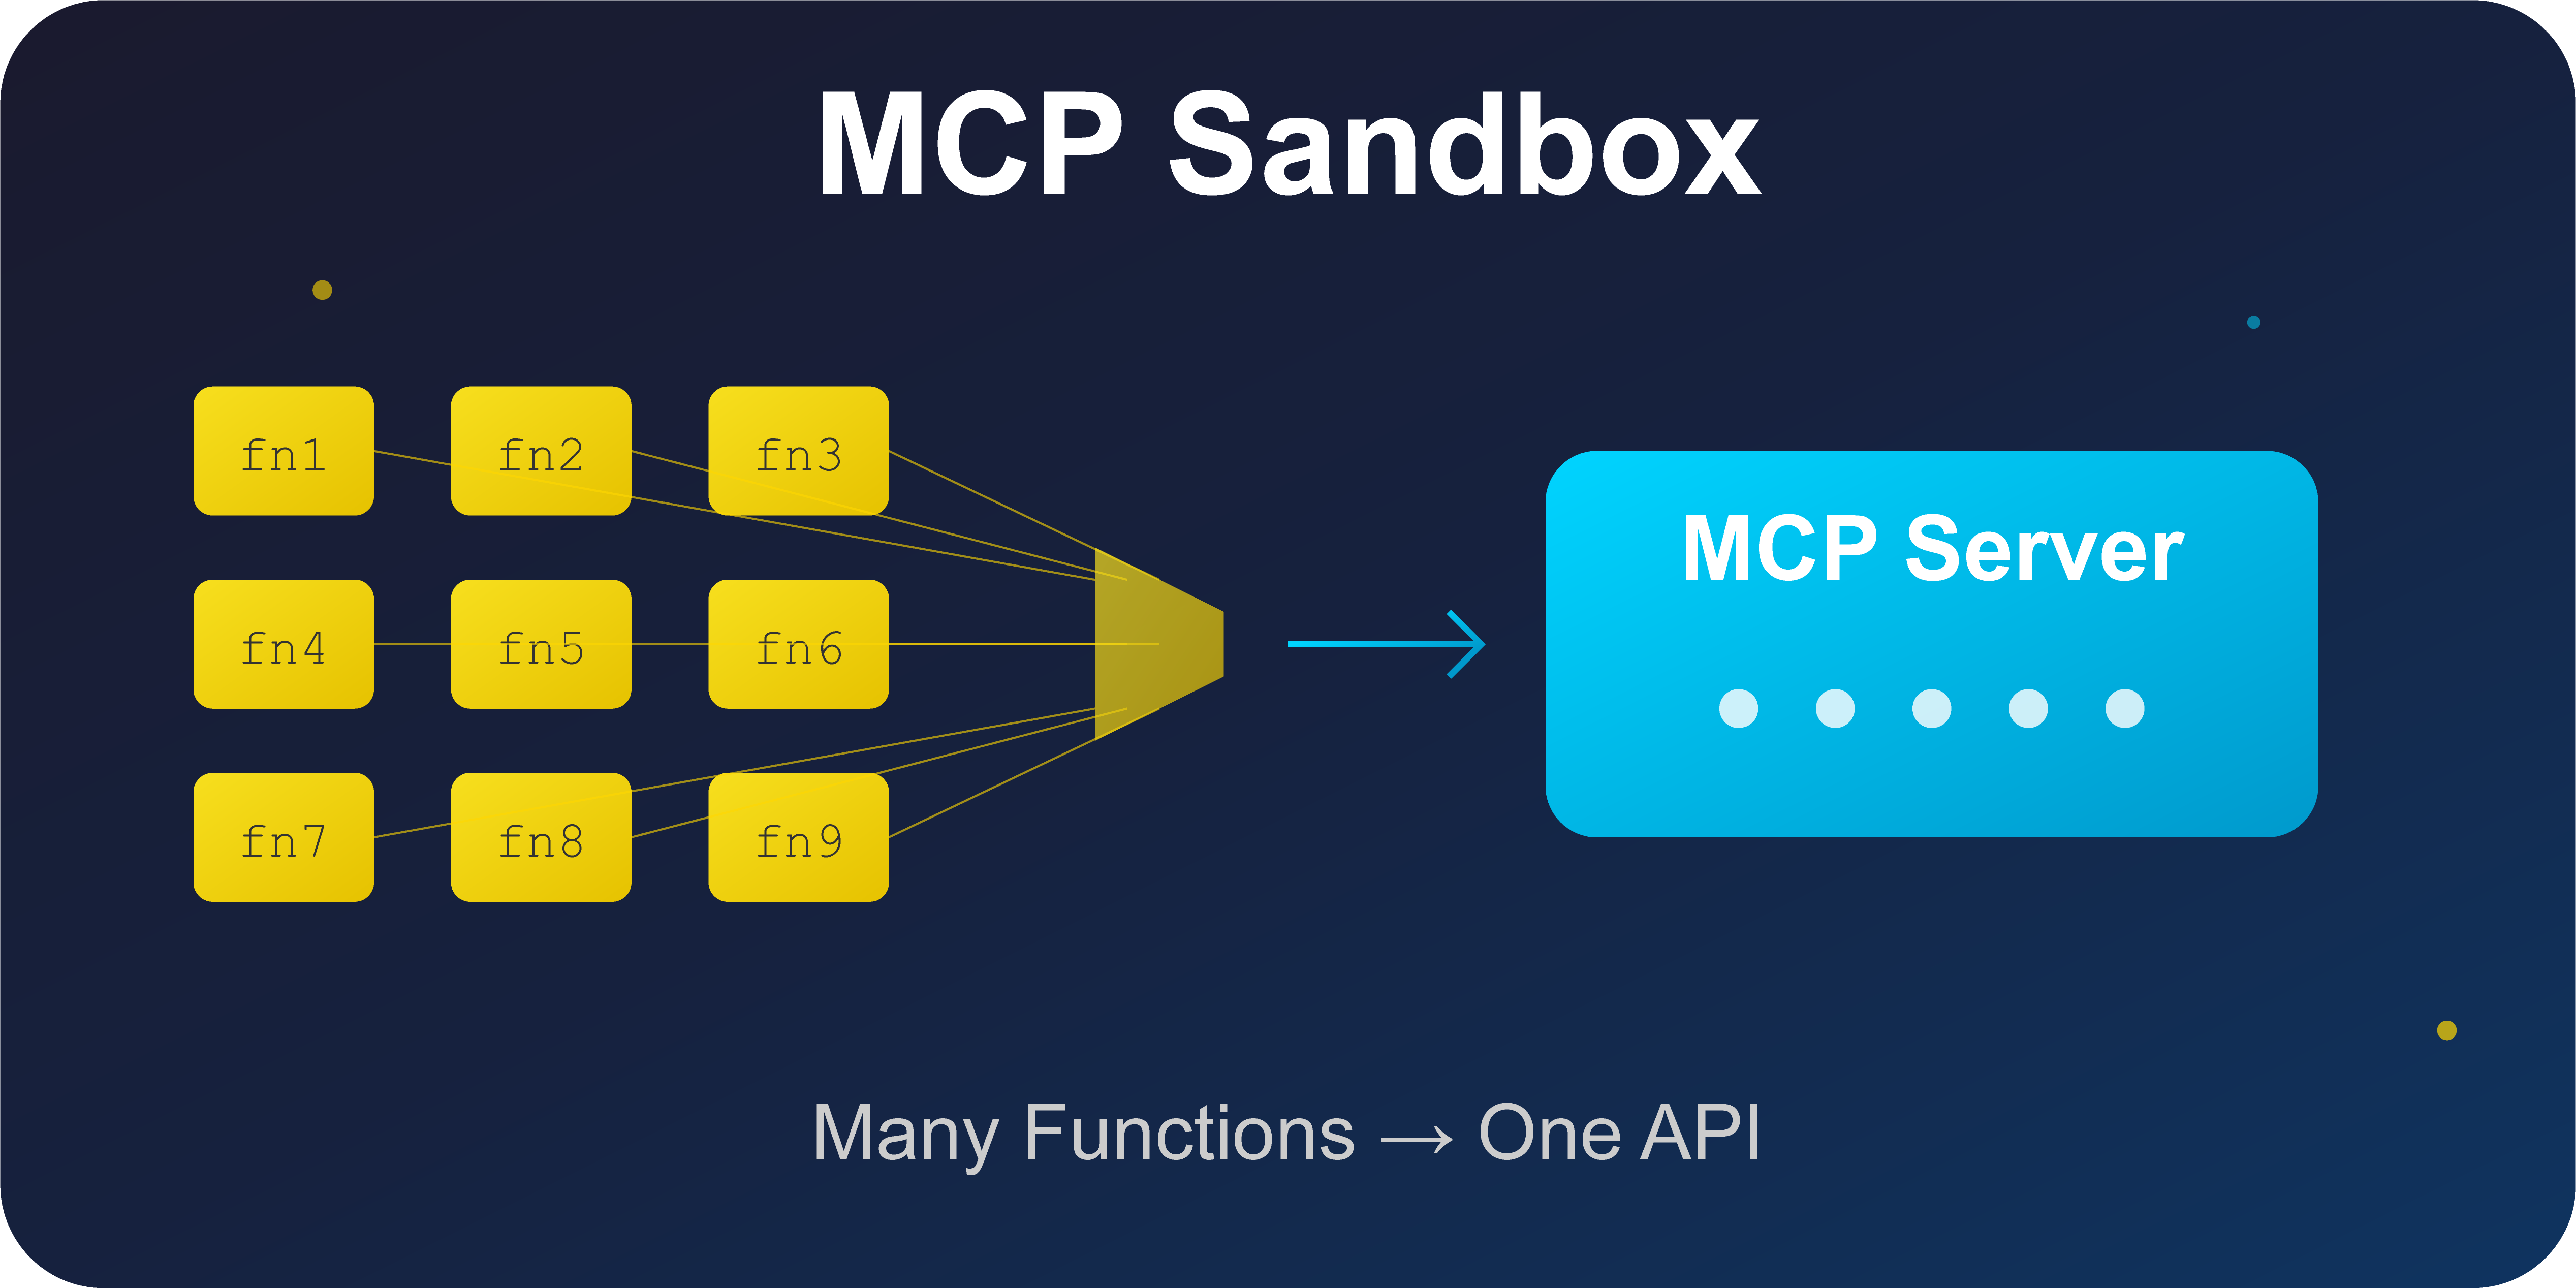 MCP Sandbox
fn1 fn2 fn3
MCP Server
fn4 fn5 fn6
fn7 fn8 fn9
Many Functions → One API